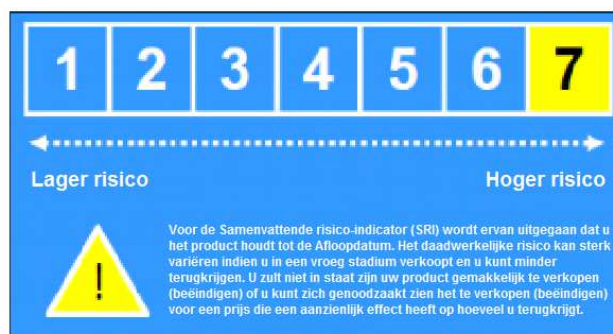 1 2 3 4 5 6 7
Lager risico Hoger risico
Voor de Samenvattende risico-indicator (SRI) wordt ervan uitgegaan dat u
het product houdt tot de Afloopdatum. Het daadwerkelijke risico kan sterk
variëren indien u in een vroeg stadium verkoopt en u kunt minder
terugkrijgen. U zult niet in staat zijn uw product gemakkelijk te verkopen
(beëindigen) of u kunt zich genoodzaakt zien het te verkopen (beëindigen)
voor een prijs die een aanzienlijk effect heeft op hoeveel u terugkrijgt.
!